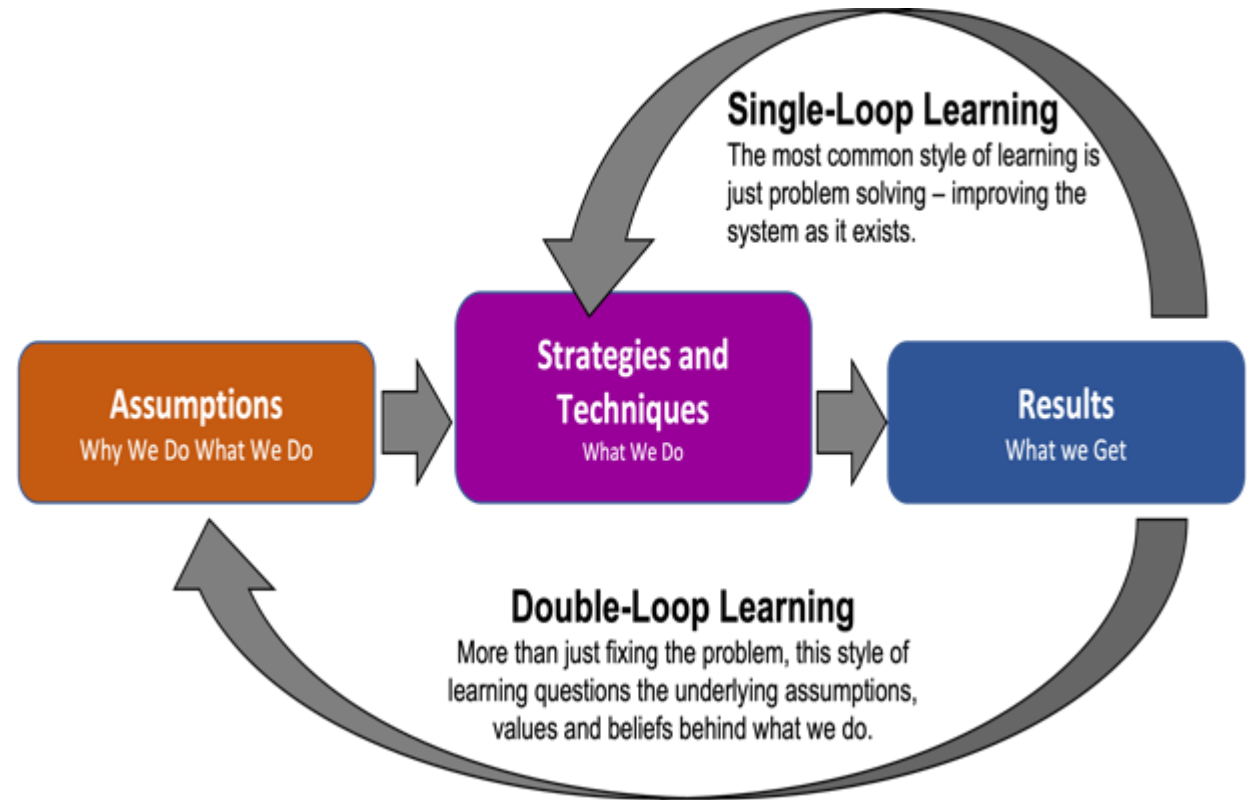 Single-Loop Learning
The most common style of learning is
just problem solving – improving the
system as it exists.
Assumptions
Why We Do What We Do
Strategies and
Techniques
What We Do
Results
What we Get
Double-Loop Learning
More than just fixing the problem, this style of
learning questions the underlying assumptions,
values and beliefs behind what we do.